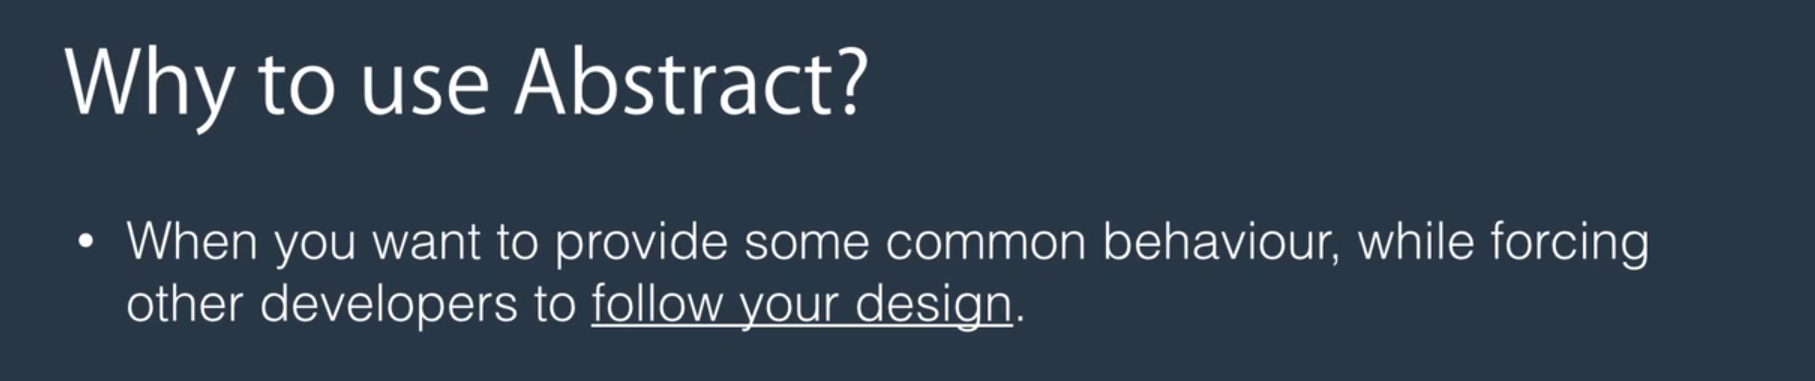 Why to use Abstract?
• When you want to provide some common behaviour, while forcing
other developers to follow your design.